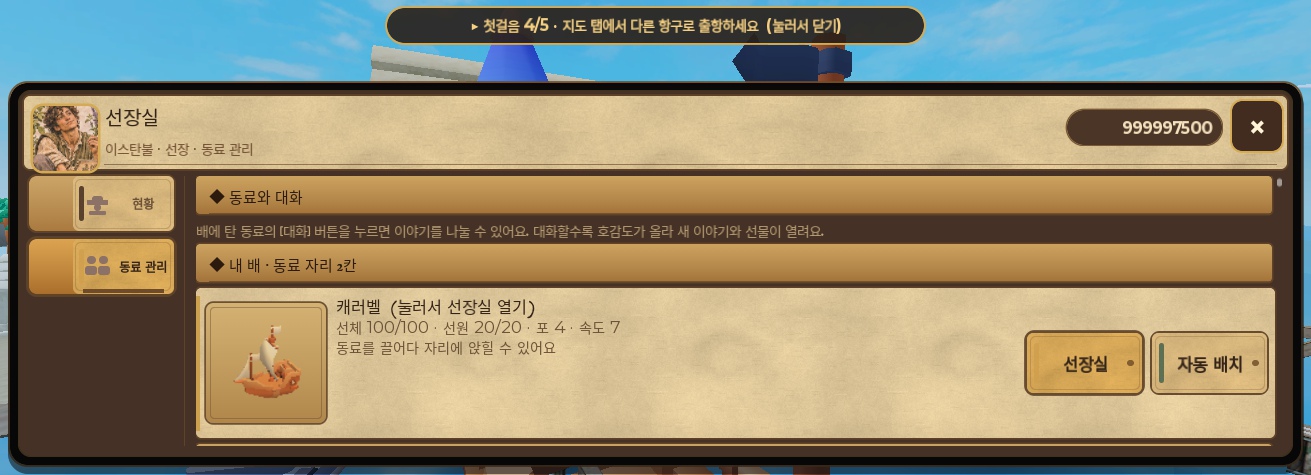 ▸ 첫걸음 4/5 · 지도 탭에서 다른 항구로 출항하세요 (눌러서 닫기)
선장실
이스탄불 · 선장 · 동료 관리
999997500
×
현황
동료 관리
◆ 동료와 대화
배에 탄 동료의 [대화] 버튼을 누르면 이야기를 나눌 수 있어요. 대화할수록 호감도가 올라 새 이야기와 선물이 열려요.
◆ 내 배 · 동료 자리 2칸
캐러벨 (눌러서 선장실 열기)
선체 100/100 · 선원 20/20 · 포 4 · 속도 7
동료를 끌어다 자리에 앉힐 수 있어요
선장실
자동 배치